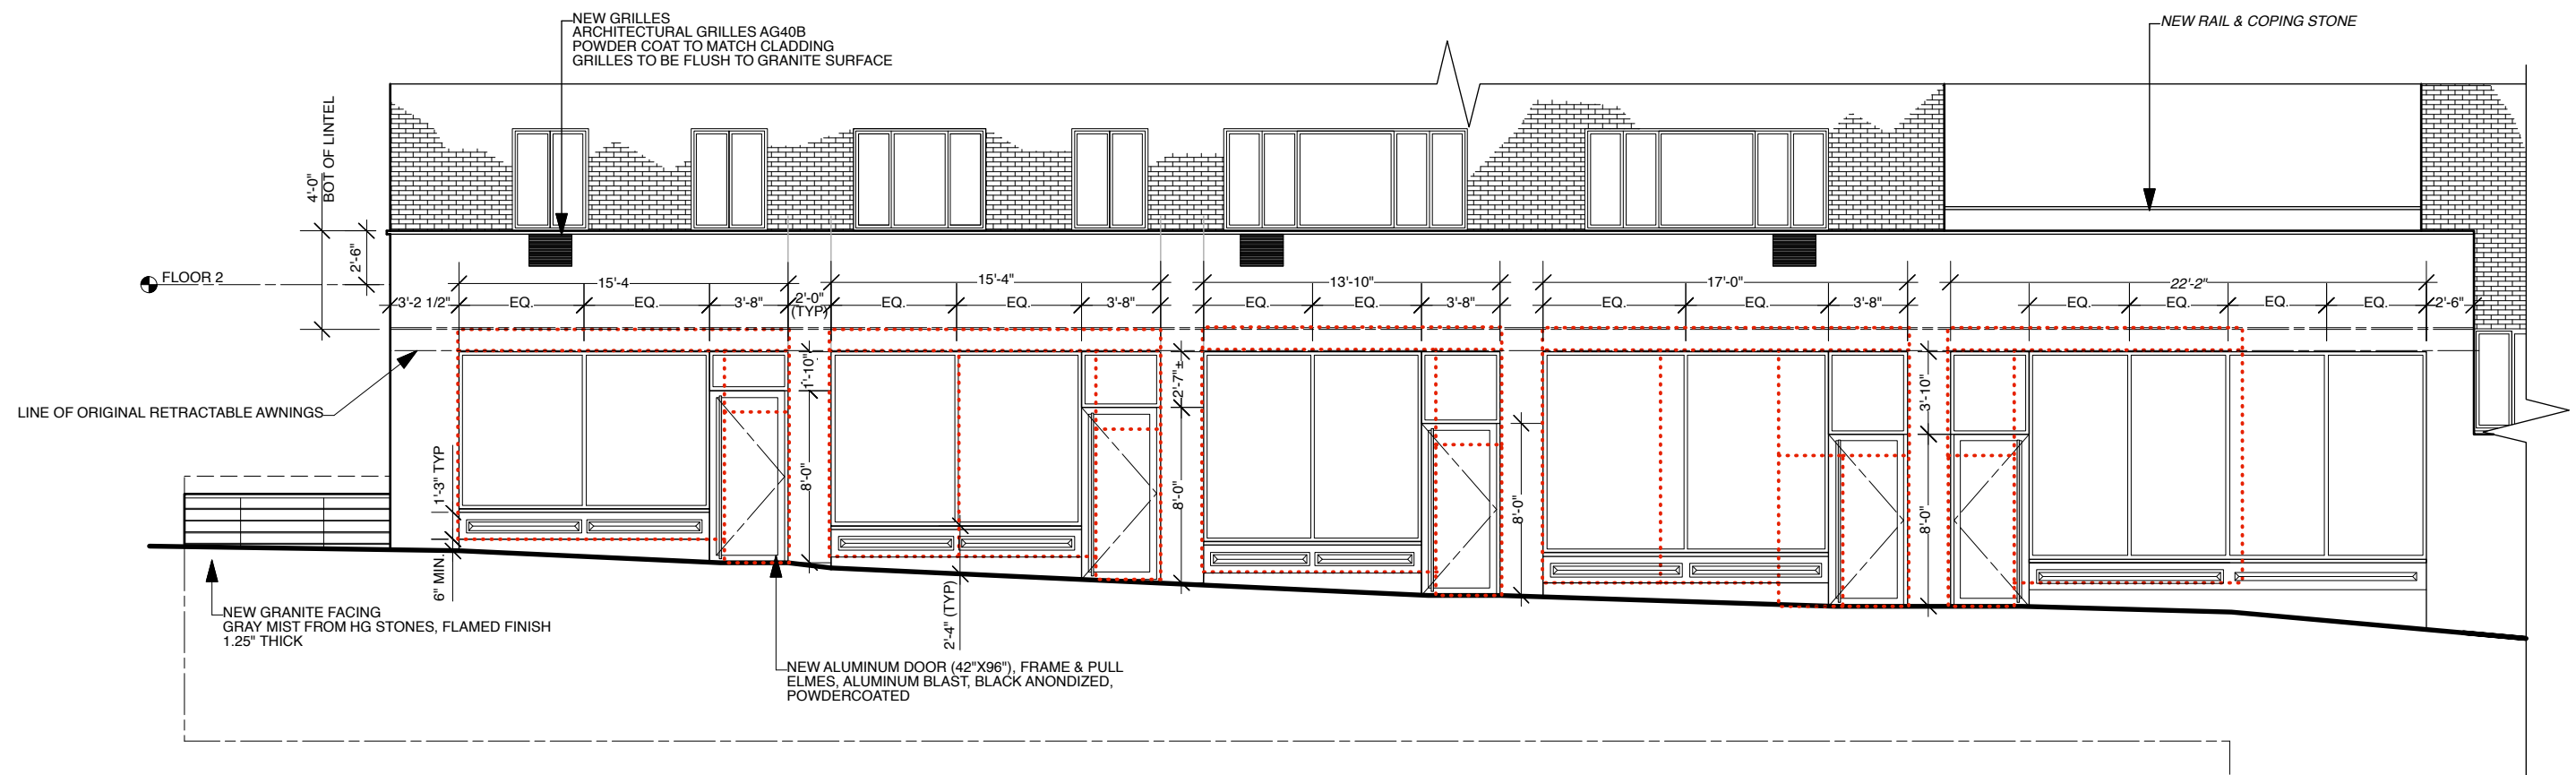 NEW GRILLES
ARCHITECTURAL GRILLES AG40B
POWDER COAT TO MATCH CLADDING
GRILLES TO BE FLUSH TO GRANITE SURFACE
NEW RAIL & COPING STONE
4'-0"
BOT OF LINTEL
2'-6"
FLOOR 2
15'-4
15'-4"
13'-10"
17'-0"
22'-2"
3'-2 1/2"
EQ.
EQ.
3'-8"
2'-0"
(TYP)
EQ.
EQ.
3'-8"
EQ.
EQ.
3'-8"
EQ.
EQ.
3'-8"
EQ.
EQ.
EQ.
EQ.
2'-6"
LINE OF ORIGINAL RETRACTABLE AWNINGS
1'-10"
2'-7"±
3'-10"
1'-3" TYP
8'-0"
8'-0"
8'-0"
8'-0"
6" MIN.
2'-4" (TYP)
NEW GRANITE FACING
GRAY MIST FROM HG STONES, FLAMED FINISH
1.25" THICK
NEW ALUMINUM DOOR (42"X96"), FRAME & PULL
ELMES, ALUMINUM BLAST, BLACK ANONDIZED,
POWDERCOATED